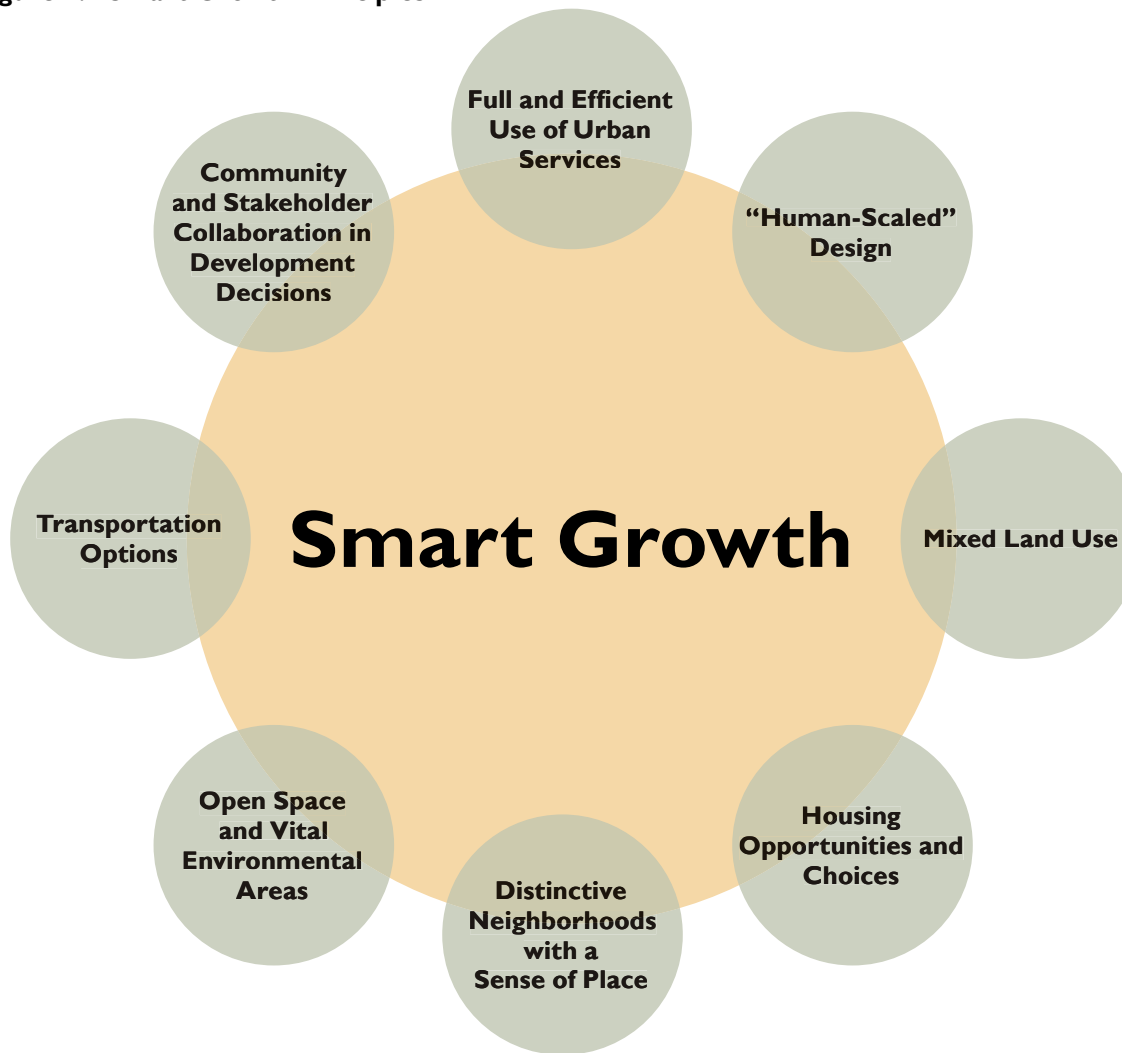 Full and Efficient
Use of Urban
Services
“Human-Scaled”
Design
Mixed Land Use
Housing
Opportunities and
Choices
Distinctive
Neighborhoods
with a
Sense of Place
Open Space
and Vital
Environmental
Areas
Transportation
Options
Community
and Stakeholder
Collaboration in
Development
Decisions
Smart Growth